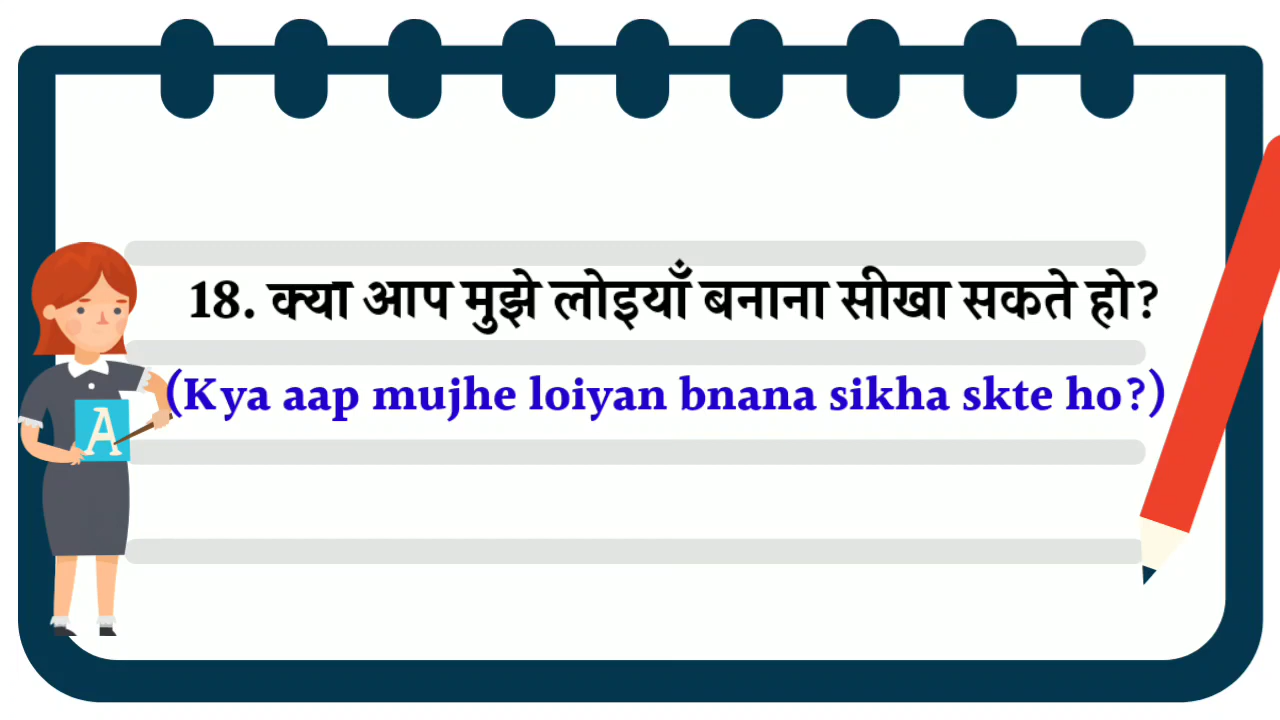 18. क्या आप मुझे लोइयाँ बनाना सीखा सकते हो?
(Kya aap mujhe loiyan bnana sikha skte ho?)
A